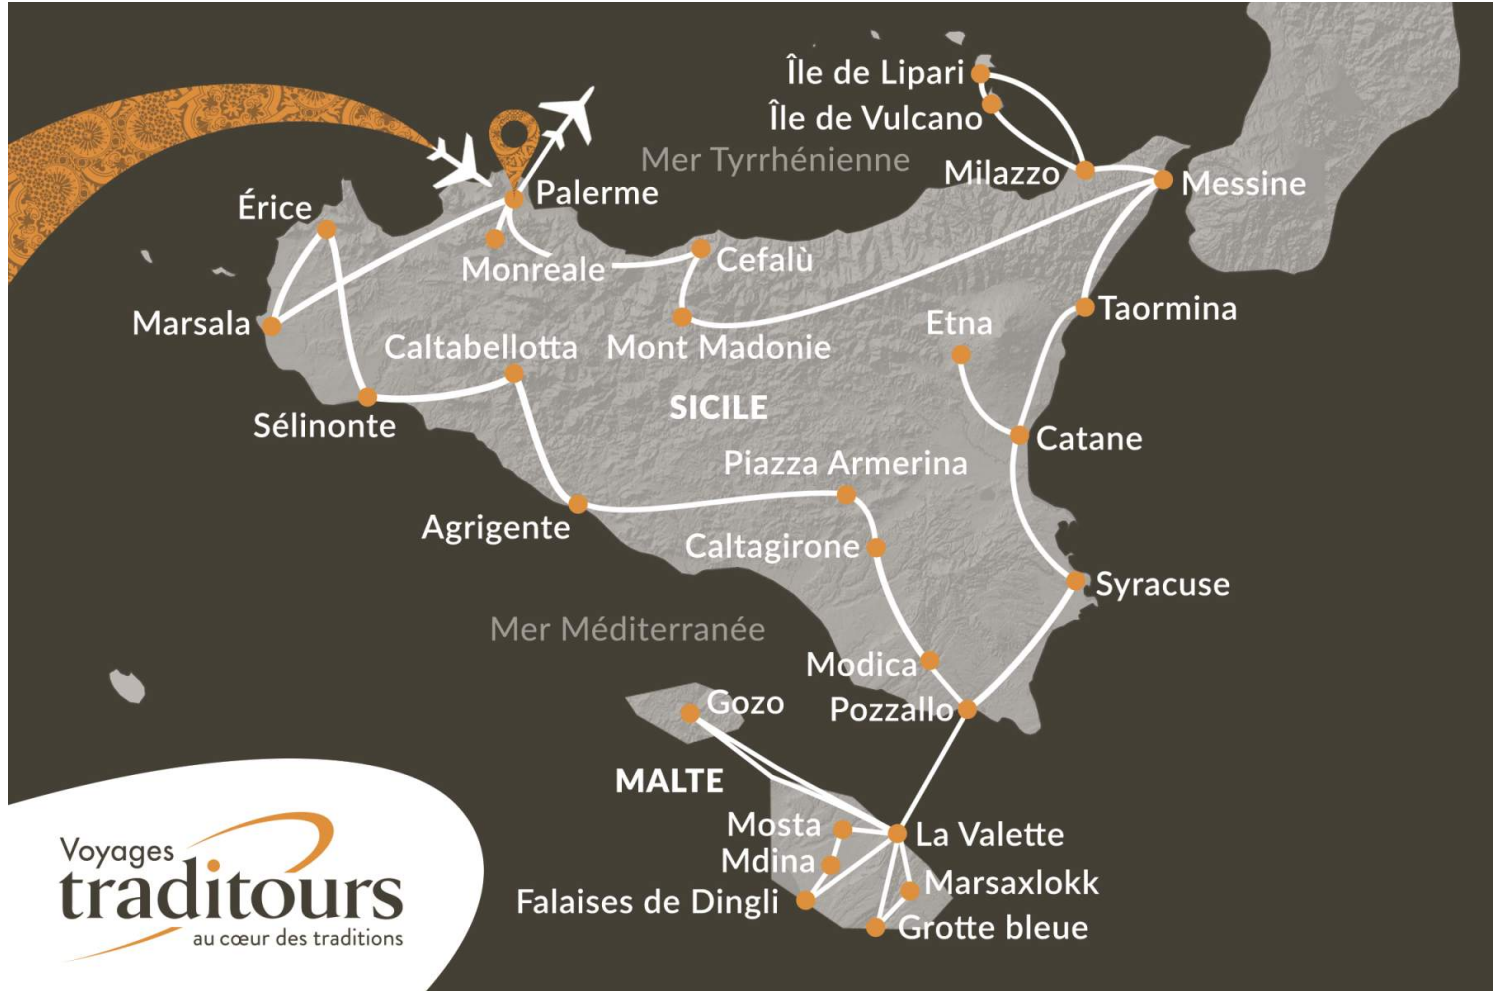 Île de Lipari
Île de Vulcano
Mer Tyrrhénienne
Milazzo
Messine
Palerme
Érice
Monreale
Cefalù
Marsala
Taormina
Etna
Caltabellotta
Mont Madonie
SICILE
Sélinonte
Catane
Piazza Armerina
Agrigente
Caltagirone
Syracuse
Mer Méditerranée
Modica
Gozo
Pozzallo
MALTE
Mosta
La Valette
Mdina
Marsaxlokk
Falaises de Dingli
Grotte bleue
Voyages
traditours
au cœur des traditions